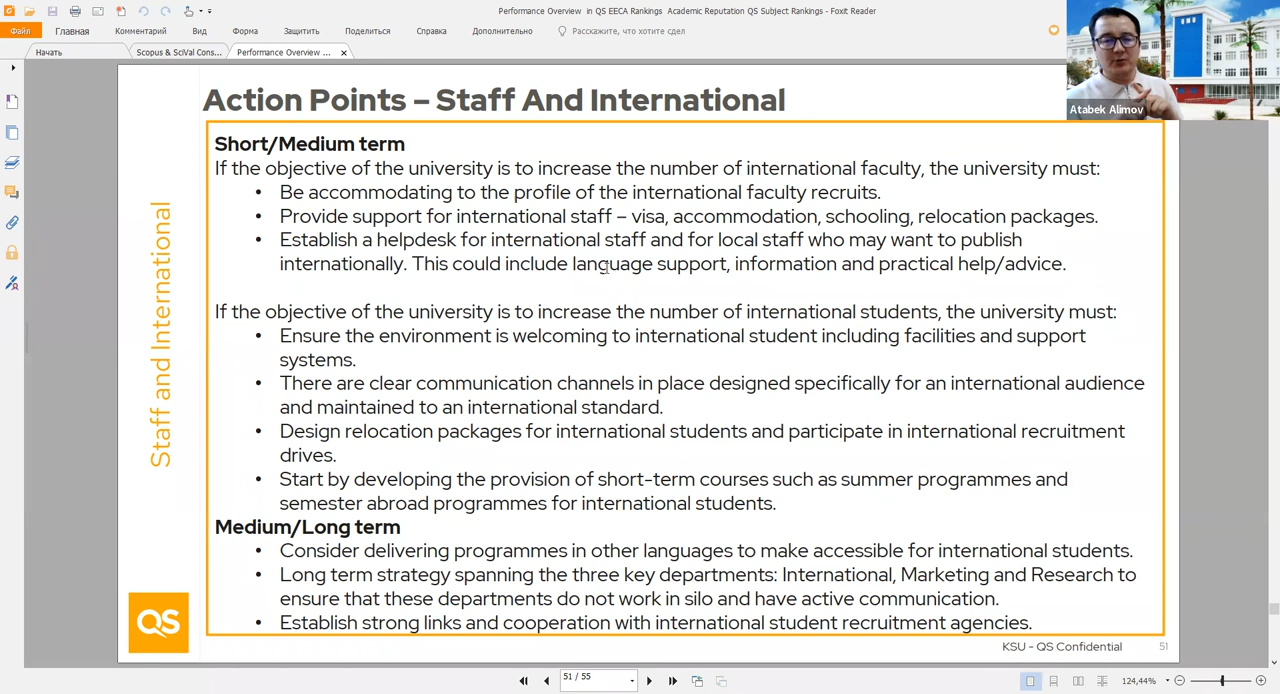 Performance Overview in QS EECA Rankings Academic Reputation QS Subject Rankings - Foxit Reader
Файл Главная Комментарий Вид Форма Защитить Поделиться Справка Дополнительно Расскажите, что хотите сдел
Начать Scopus & SciVal Cons... Performance Overview ... ×
Atabek Alimov
Action Points – Staff And International
Staff and International
Short/Medium term
If the objective of the university is to increase the number of international faculty, the university must:
• Be accommodating to the profile of the international faculty recruits.
• Provide support for international staff – visa, accommodation, schooling, relocation packages.
• Establish a helpdesk for international staff and for local staff who may want to publish
internationally. This could include language support, information and practical help/advice.
If the objective of the university is to increase the number of international students, the university must:
• Ensure the environment is welcoming to international student including facilities and support
systems.
• There are clear communication channels in place designed specifically for an international audience
and maintained to an international standard.
• Design relocation packages for international students and participate in international recruitment
drives.
• Start by developing the provision of short-term courses such as summer programmes and
semester abroad programmes for international students.
Medium/Long term
• Consider delivering programmes in other languages to make accessible for international students.
• Long term strategy spanning the three key departments: International, Marketing and Research to
ensure that these departments do not work in silo and have active communication.
• Establish strong links and cooperation with international student recruitment agencies.
QS
KSU - QS Confidential 51
51 / 55
124,44%